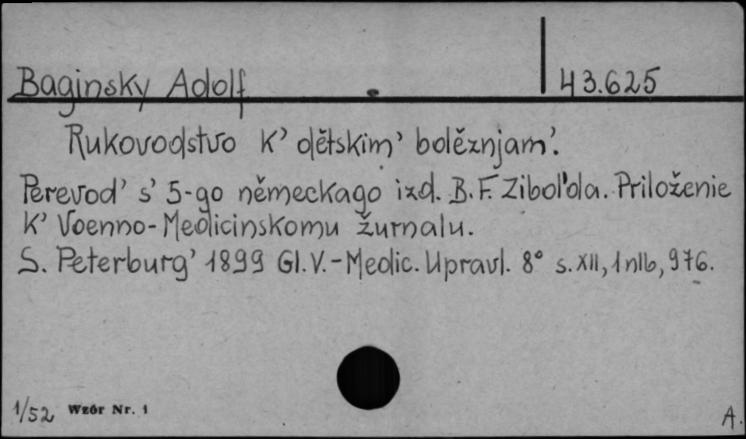 Baginsky Adolf 43.625
Rukovodstvo k' dětskim' bolěznjam'.
Perevod' s' 5-go německago izd. B.F. Zibol'da. Priloženie
k' Voenno-Medicinskomu žurnalu.
S. Peterburg' 1899 Gl.V.-Medic. Upravl. 8° s. XII, 1 nlb, 976.
1/52 Wzór Nr. 1 A.